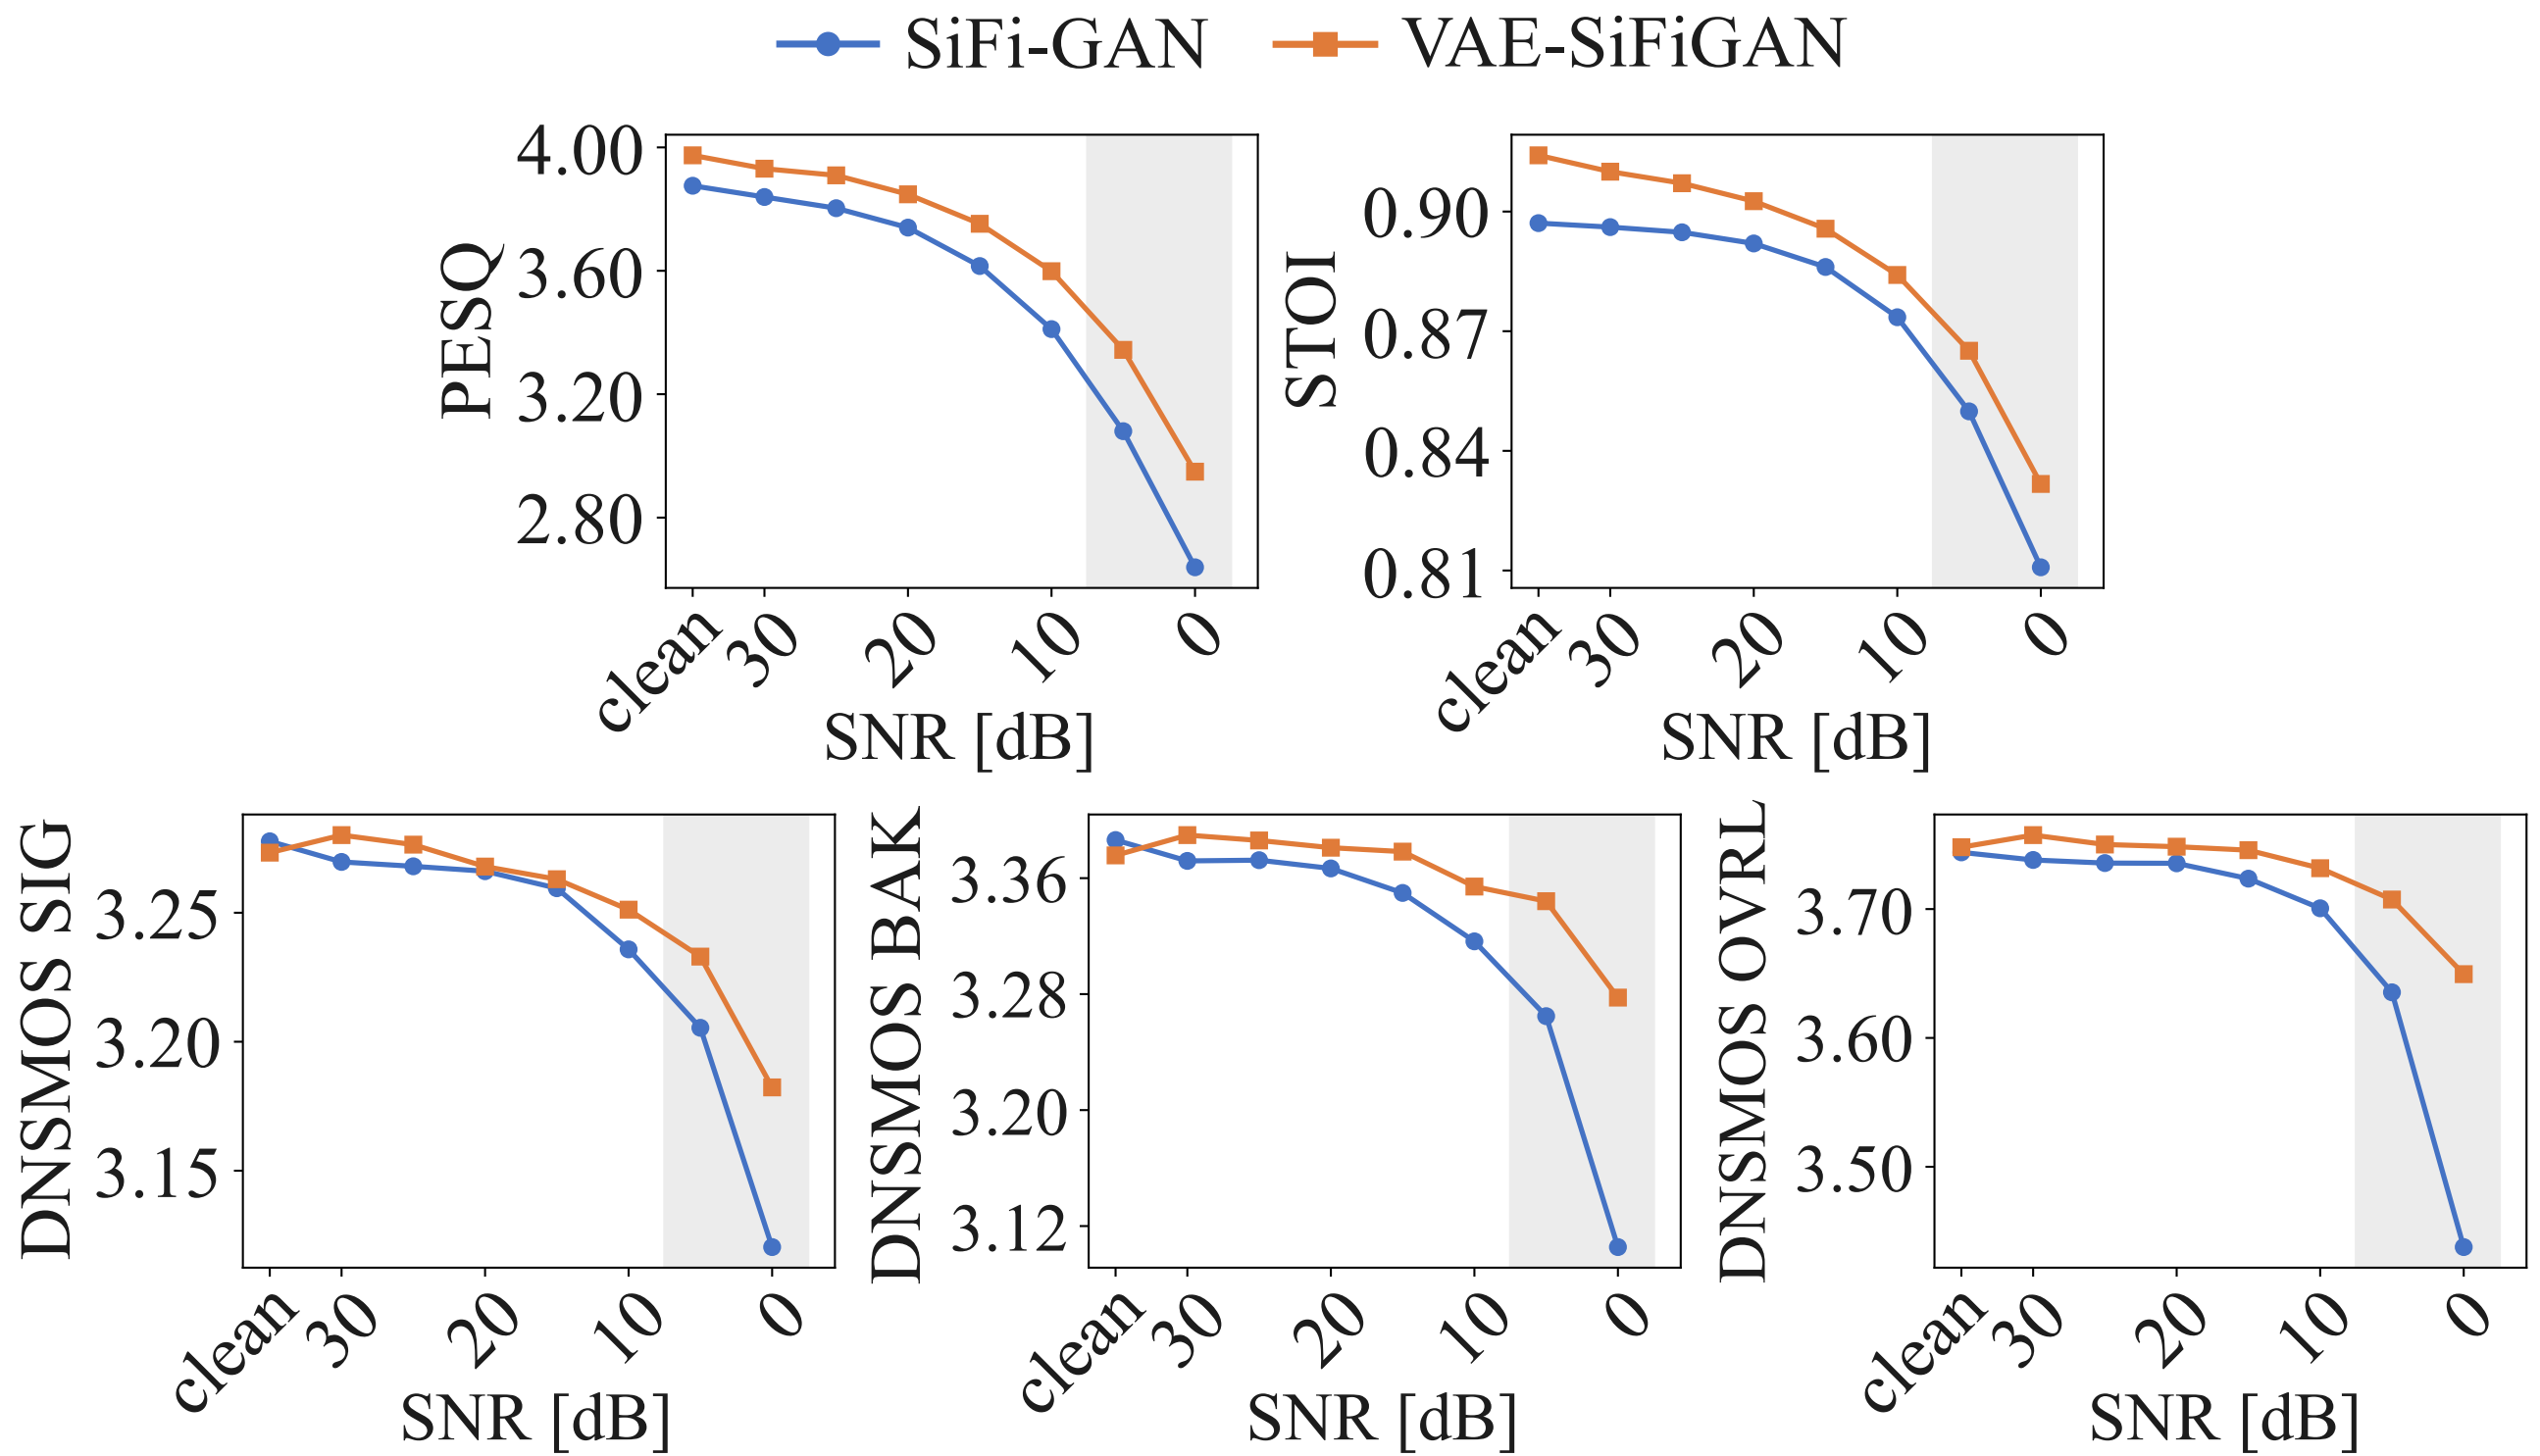 SiFi-GAN VAE-SiFiGAN
PESQ
4.00
3.60
3.20
2.80
clean 30 20 10 0
SNR [dB]
STOI
0.90
0.87
0.84
0.81
clean 30 20 10 0
SNR [dB]
DNSMOS SIG
3.25
3.20
3.15
clean 30 20 10 0
SNR [dB]
DNSMOS BAK
3.36
3.28
3.20
3.12
clean 30 20 10 0
SNR [dB]
DNSMOS OVRL
3.70
3.60
3.50
clean 30 20 10 0
SNR [dB]